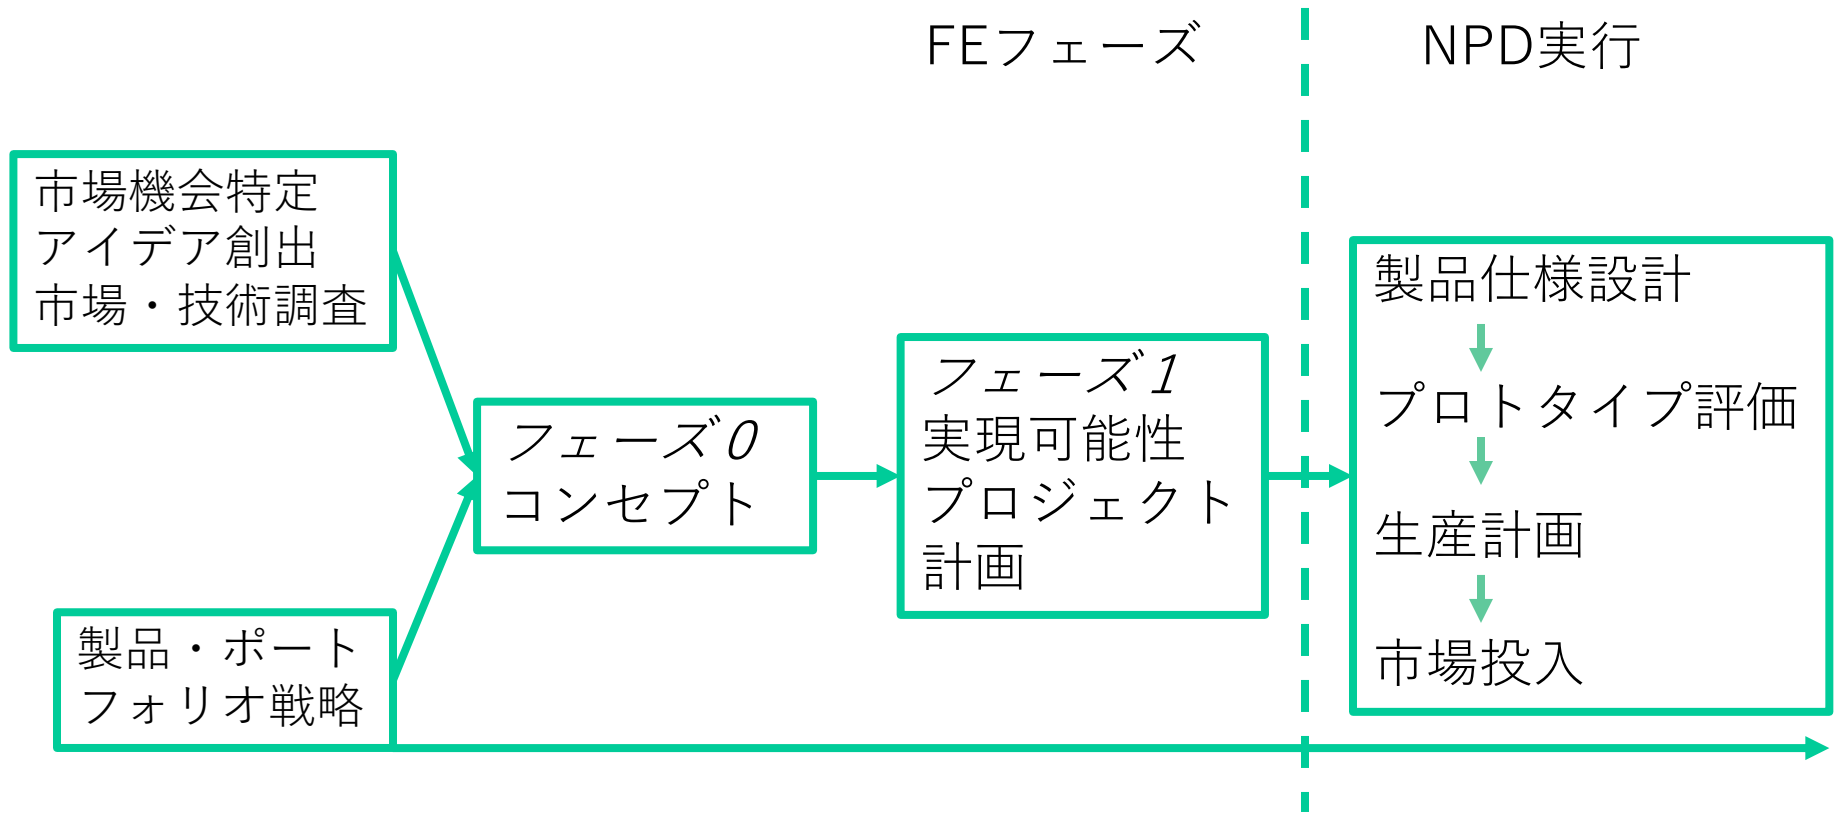 FEフェーズ
NPD実行
市場機会特定
アイデア創出
市場・技術調査
製品・ポート
フォリオ戦略
フェーズ０
コンセプト
フェーズ１
実現可能性
プロジェクト
計画
製品仕様設計
プロトタイプ評価
生産計画
市場投入